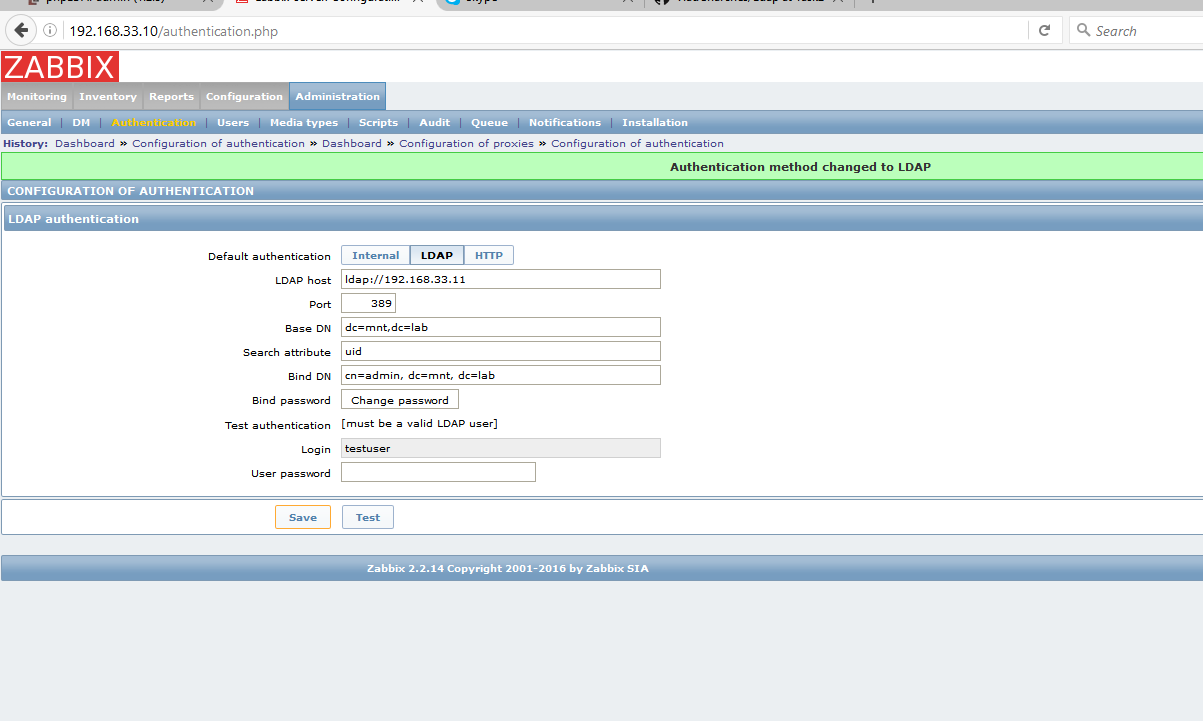 192.168.33.10/authentication.php
Search
ZABBIX
Monitoring Inventory Reports Configuration Administration
General | DM | Authentication | Users | Media types | Scripts | Audit | Queue | Notifications | Installation
History: Dashboard » Configuration of authentication » Dashboard » Configuration of proxies » Configuration of authentication
Authentication method changed to LDAP
CONFIGURATION OF AUTHENTICATION
LDAP authentication
Default authentication Internal LDAP HTTP
LDAP host ldap://192.168.33.11
Port 389
Base DN dc=mnt,dc=lab
Search attribute uid
Bind DN cn=admin, dc=mnt, dc=lab
Bind password Change password
Test authentication [must be a valid LDAP user]
Login testuser
User password
Save Test
Zabbix 2.2.14 Copyright 2001-2016 by Zabbix SIA